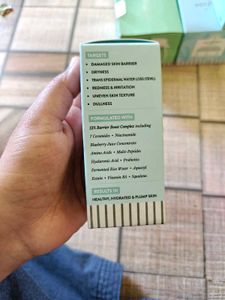 TARGETS
• DAMAGED SKIN BARRIER
• DRYNESS
• TRANS EPIDERMAL WATER LOSS (TEWL)
• REDNESS & IRRITATION
• UNEVEN SKIN TEXTURE
• DULLNESS
FORMULATED WITH
15% Barrier Boost Complex including
7 Ceramides • Niacinamide
Blueberry Juice Concentrate
Amino Acids • Multi-Peptides
Hyaluronic Acid • Probiotics
Fermented Rice Water • Aquaxyl
Ectoin • Vitamin B5 • Squalane
RESULTS IN
HEALTHY, HYDRATED & PLUMP SKIN